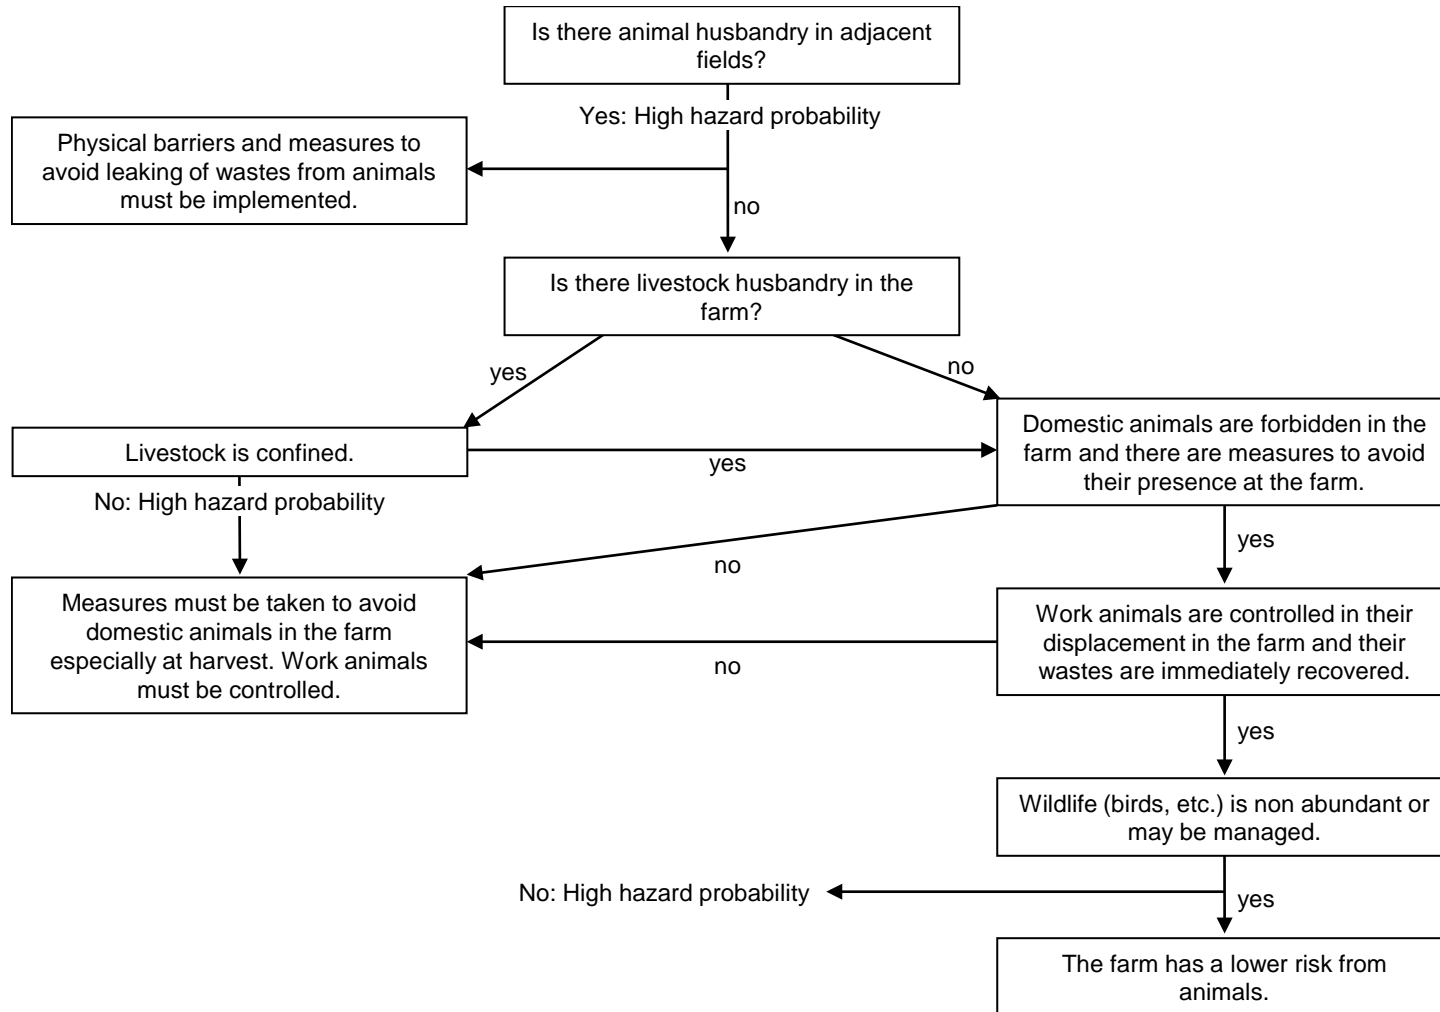 Is there animal husbandry in adjacent
fields?
Yes: High hazard probability
Physical barriers and measures to
avoid leaking of wastes from animals
must be implemented.
no
Is there livestock husbandry in the
farm?
yes
no
Livestock is confined.
yes
Domestic animals are forbidden in the
farm and there are measures to avoid
their presence at the farm.
No: High hazard probability
no
yes
Measures must be taken to avoid
domestic animals in the farm
especially at harvest. Work animals
must be controlled.
no
Work animals are controlled in their
displacement in the farm and their
wastes are immediately recovered.
yes
Wildlife (birds, etc.) is non abundant or
may be managed.
No: High hazard probability
yes
The farm has a lower risk from
animals.